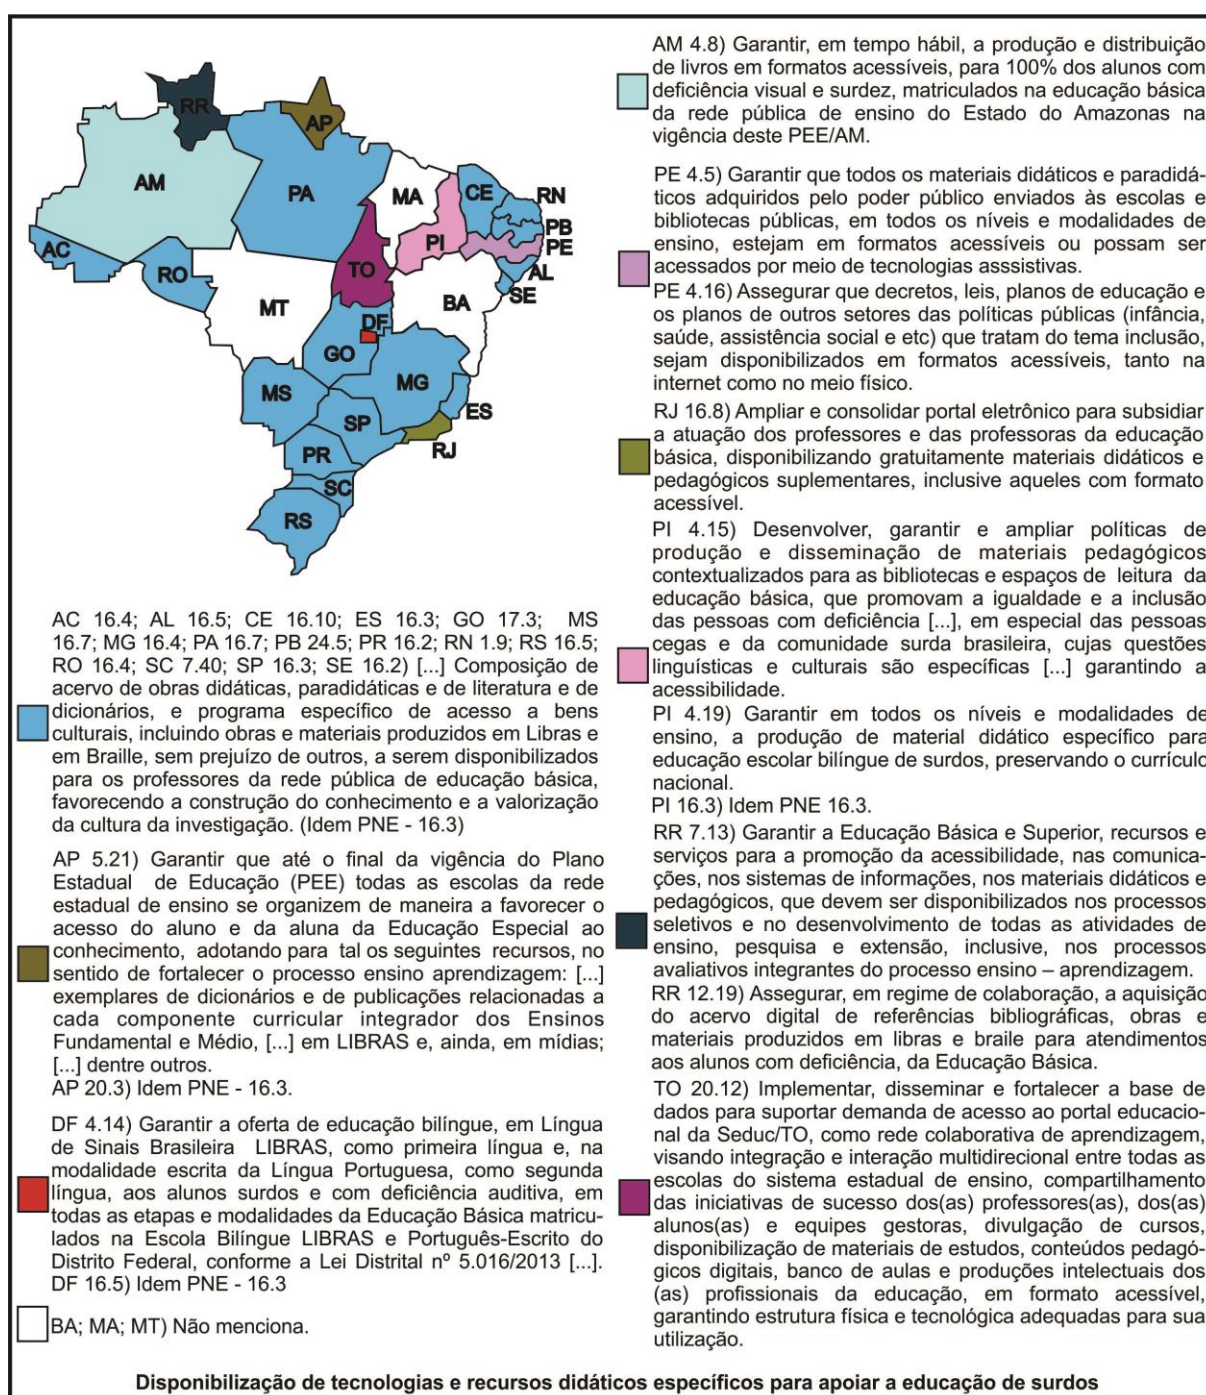 RR
AP
AM
PA
MA
CE
RN
PB
PE
PI
AC
RO
TO
AL
SE
MT
BA
DF
GO
MS
MG
ES
SP
RJ
PR
SC
RS
AC 16.4; AL 16.5; CE 16.10; ES 16.3; GO 17.3; MS
16.7; MG 16.4; PA 16.7; PB 24.5; PR 16.2; RN 1.9; RS 16.5;
RO 16.4; SC 7.40; SP 16.3; SE 16.2) [...] Composição de
acervo de obras didáticas, paradidáticas e de literatura e de
dicionários, e programa específico de acesso a bens
culturais, incluindo obras e materiais produzidos em Libras e
em Braille, sem prejuízo de outros, a serem disponibilizados
para os professores da rede pública de educação básica,
favorecendo a construção do conhecimento e a valorização
da cultura da investigação. (Idem PNE - 16.3)
AP 5.21) Garantir que até o final da vigência do Plano
Estadual de Educação (PEE) todas as escolas da rede
estadual de ensino se organizem de maneira a favorecer o
acesso do aluno e da aluna da Educação Especial ao
conhecimento, adotando para tal os seguintes recursos, no
sentido de fortalecer o processo ensino aprendizagem: [...]
exemplares de dicionários e de publicações relacionadas a
cada componente curricular integrador dos Ensinos
Fundamental e Médio, [...] em LIBRAS e, ainda, em mídias;
[...] dentre outros.
AP 20.3) Idem PNE - 16.3.
DF 4.14) Garantir a oferta de educação bilíngue, em Língua
de Sinais Brasileira LIBRAS, como primeira língua e, na
modalidade escrita da Língua Portuguesa, como segunda
língua, aos alunos surdos e com deficiência auditiva, em
todas as etapas e modalidades da Educação Básica matricu-
lados na Escola Bilíngue LIBRAS e Português-Escrito do
Distrito Federal, conforme a Lei Distrital nº 5.016/2013 [...].
DF 16.5) Idem PNE - 16.3
BA; MA; MT) Não menciona.
AM 4.8) Garantir, em tempo hábil, a produção e distribuição
de livros em formatos acessíveis, para 100% dos alunos com
deficiência visual e surdez, matriculados na educação básica
da rede pública de ensino do Estado do Amazonas na
vigência deste PEE/AM.
PE 4.5) Garantir que todos os materiais didáticos e paradidá-
ticos adquiridos pelo poder público enviados às escolas e
bibliotecas públicas, em todos os níveis e modalidades de
ensino, estejam em formatos acessíveis ou possam ser
acessados por meio de tecnologias asssistivas.
PE 4.16) Assegurar que decretos, leis, planos de educação e
os planos de outros setores das políticas públicas (infância,
saúde, assistência social e etc) que tratam do tema inclusão,
sejam disponibilizados em formatos acessíveis, tanto na
internet como no meio físico.
RJ 16.8) Ampliar e consolidar portal eletrônico para subsidiar
a atuação dos professores e das professoras da educação
básica, disponibilizando gratuitamente materiais didáticos e
pedagógicos suplementares, inclusive aqueles com formato
acessível.
PI 4.15) Desenvolver, garantir e ampliar políticas de
produção e disseminação de materiais pedagógicos
contextualizados para as bibliotecas e espaços de leitura da
educação básica, que promovam a igualdade e a inclusão
das pessoas com deficiência [...], em especial das pessoas
cegas e da comunidade surda brasileira, cujas questões
linguísticas e culturais são específicas [...] garantindo a
acessibilidade.
PI 4.19) Garantir em todos os níveis e modalidades de
ensino, a produção de material didático específico para
educação escolar bilíngue de surdos, preservando o currículo
nacional.
PI 16.3) Idem PNE 16.3.
RR 7.13) Garantir a Educação Básica e Superior, recursos e
serviços para a promoção da acessibilidade, nas comunica-
ções, nos sistemas de informações, nos materiais didáticos e
pedagógicos, que devem ser disponibilizados nos processos
seletivos e no desenvolvimento de todas as atividades de
ensino, pesquisa e extensão, inclusive, nos processos
avaliativos integrantes do processo ensino – aprendizagem.
RR 12.19) Assegurar, em regime de colaboração, a aquisição
do acervo digital de referências bibliográficas, obras e
materiais produzidos em libras e braile para atendimentos
aos alunos com deficiência, da Educação Básica.
TO 20.12) Implementar, disseminar e fortalecer a base de
dados para suportar demanda de acesso ao portal educacio-
nal da Seduc/TO, como rede colaborativa de aprendizagem,
visando integração e interação multidirecional entre todas as
escolas do sistema estadual de ensino, compartilhamento
das iniciativas de sucesso dos(as) professores(as), dos(as)
alunos(as) e equipes gestoras, divulgação de cursos,
disponibilização de materiais de estudos, conteúdos pedagó-
gicos digitais, banco de aulas e produções intelectuais dos
(as) profissionais da educação, em formato acessível,
garantindo estrutura física e tecnológica adequadas para sua
utilização.
Disponibilização de tecnologias e recursos didáticos específicos para apoiar a educação de surdos